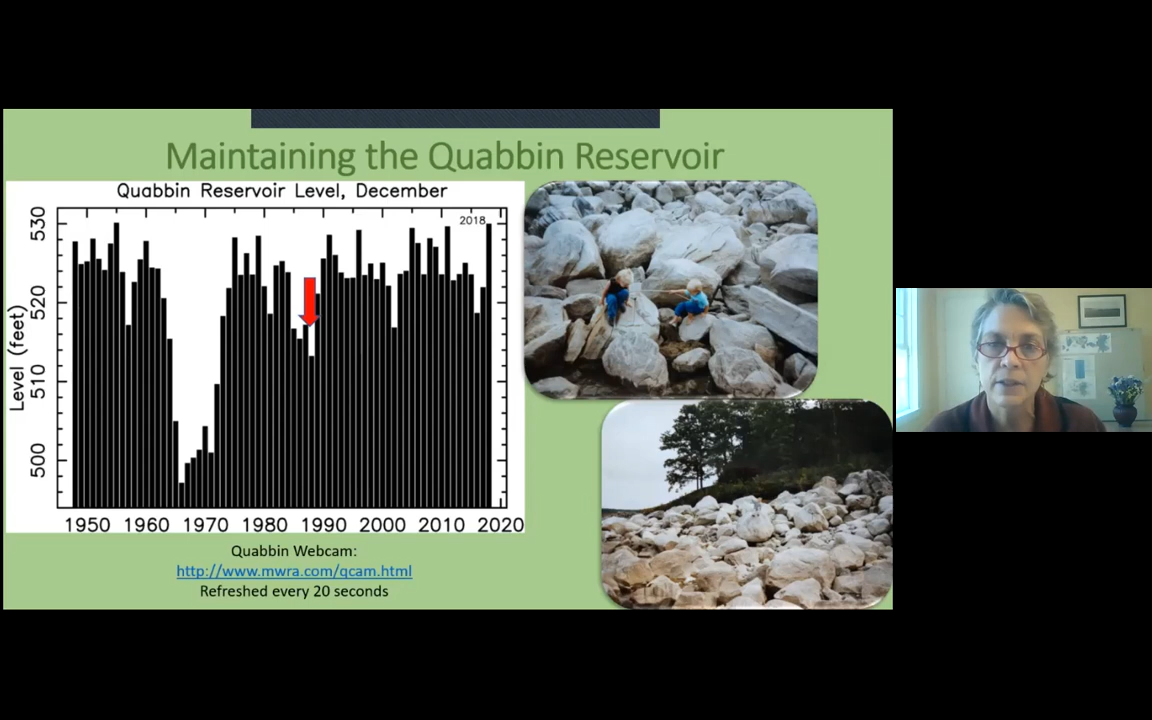 Maintaining the Quabbin Reservoir
Quabbin Reservoir Level, December
2018
530
520
510
500
Level (feet)
1950 1960 1970 1980 1990 2000 2010 2020
Quabbin Webcam:
http://www.mwra.com/qcam.html
Refreshed every 20 seconds